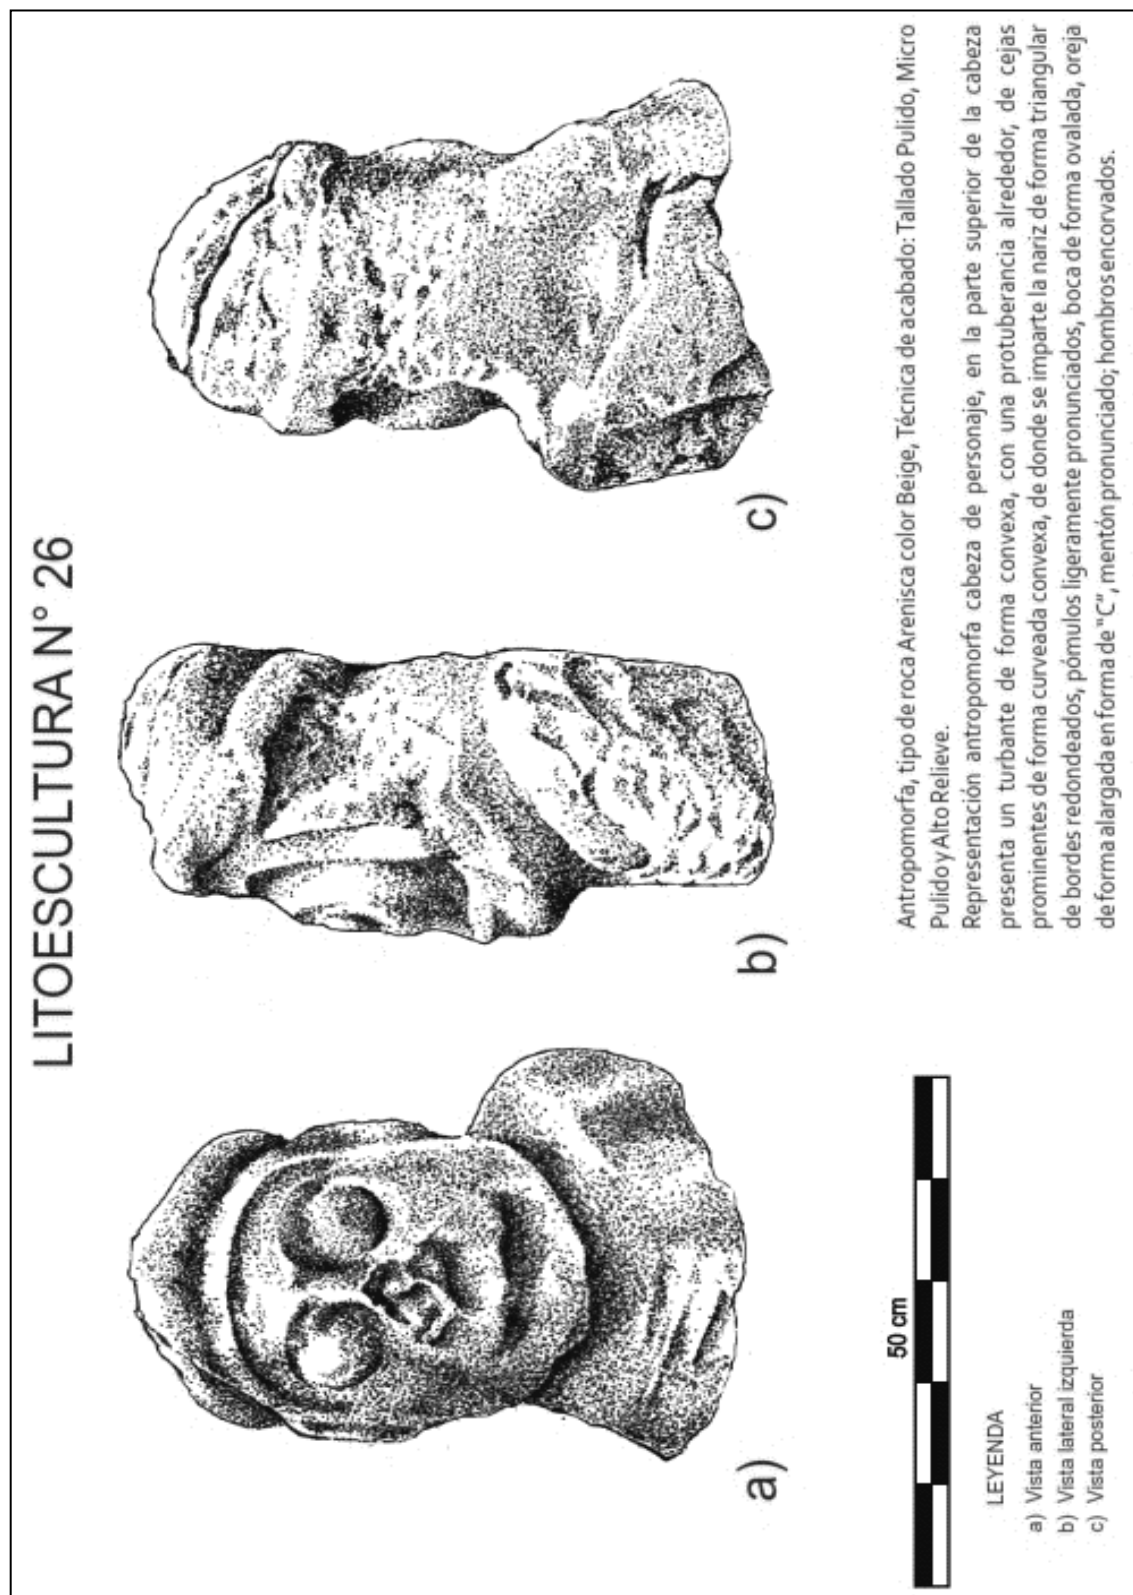 LITOESCULTURA N° 26
a)
b)
c)
50 cm
LEYENDA
a) Vista anterior
b) Vista lateral izquierda
c) Vista posterior
Antropomorfa, tipo de roca Arenisca color Beige, Técnica de acabado: Tallado Pulido, Micro
Pulido y Alto Relieve.
Representación antropomorfa cabeza de personaje, en la parte superior de la cabeza
presenta un turbante de forma convexa, con una protuberancia alrededor, de cejas
prominentes de forma curveada convexa, de donde se imparte la nariz de forma triangular
de bordes redondeados, pómulos ligeramente pronunciados, boca de forma ovalada, oreja
de forma alargada en forma de "C", mentón pronunciado; hombros encorvados.